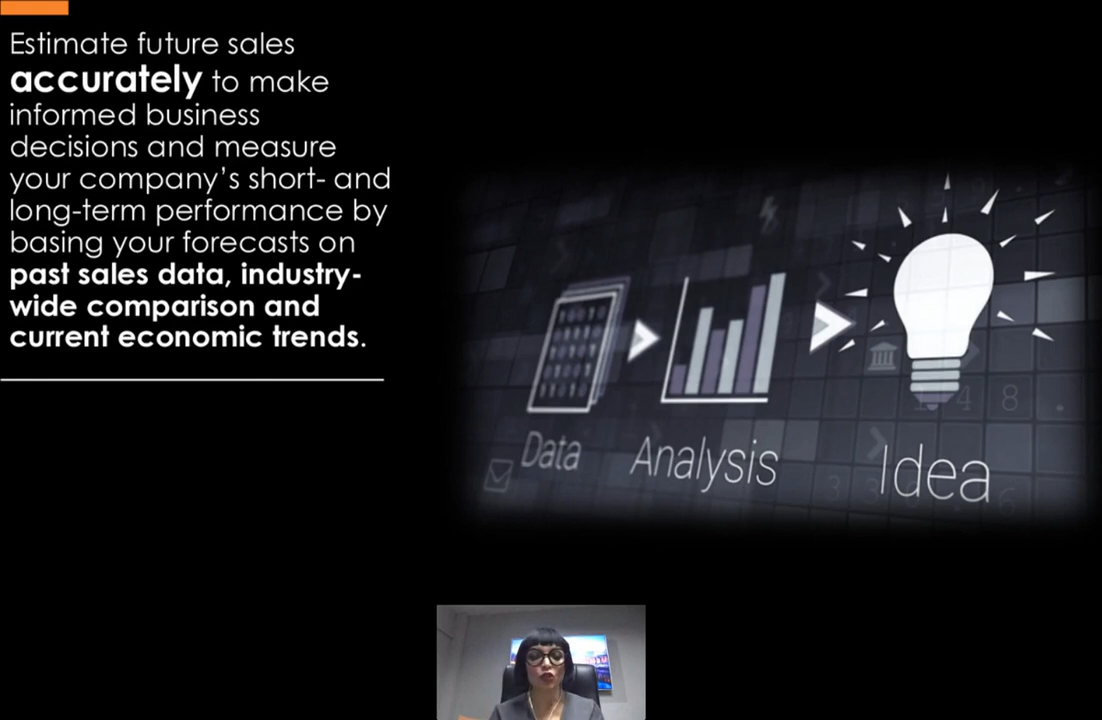 Estimate future sales
accurately to make
informed business
decisions and measure
your company’s short- and
long-term performance by
basing your forecasts on
past sales data, industry-
wide comparison and
current economic trends.
Data
Analysis
Idea